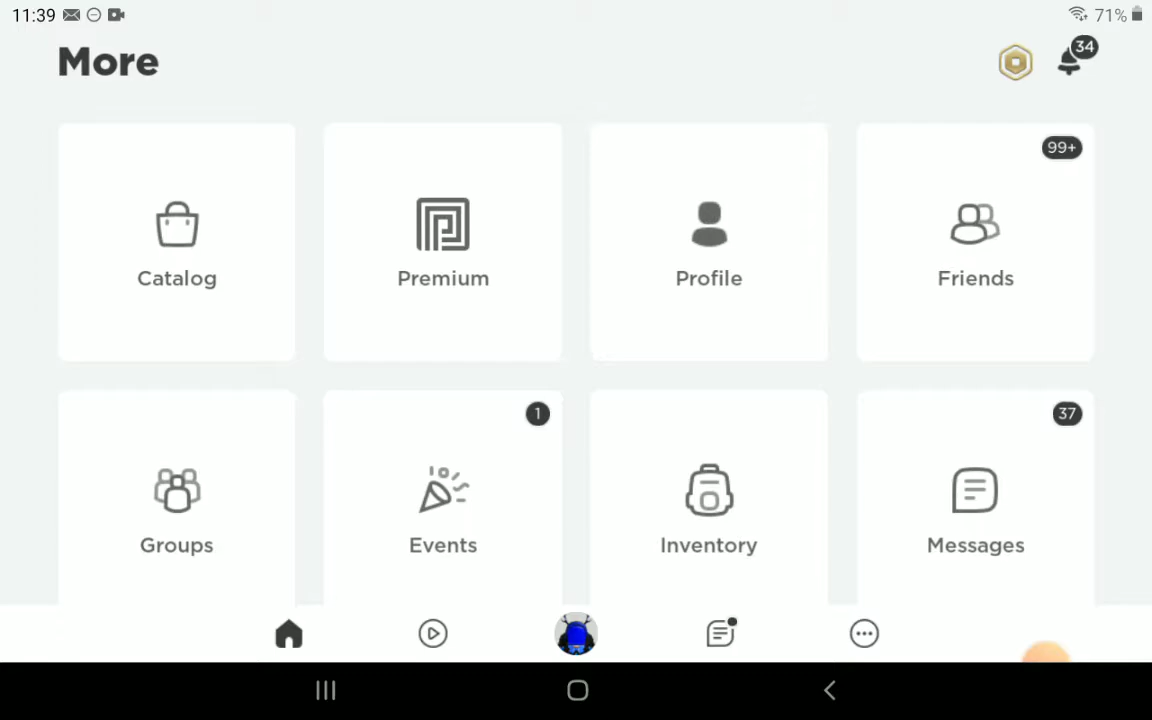 11:39 71%
More
34
Catalog
Premium
Profile
99+
Friends
Groups
1
Events
Inventory
37
Messages